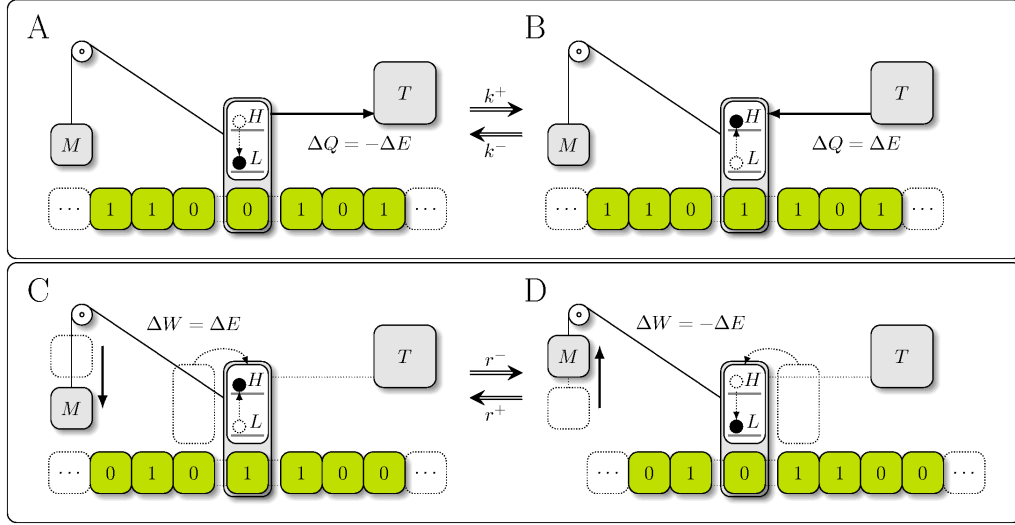 A
B
M
H
L
T
ΔQ = −ΔE
k⁺
k⁻
M
H
L
T
ΔQ = ΔE
··· 1 1 0 0 1 0 1 ···
··· 1 1 0 1 1 0 1 ···
C
D
ΔW = ΔE
M
H
L
T
r⁻
r⁺
ΔW = −ΔE
M
H
L
T
··· 0 1 0 1 1 0 0 ···
··· 0 1 0 1 1 0 0 ···